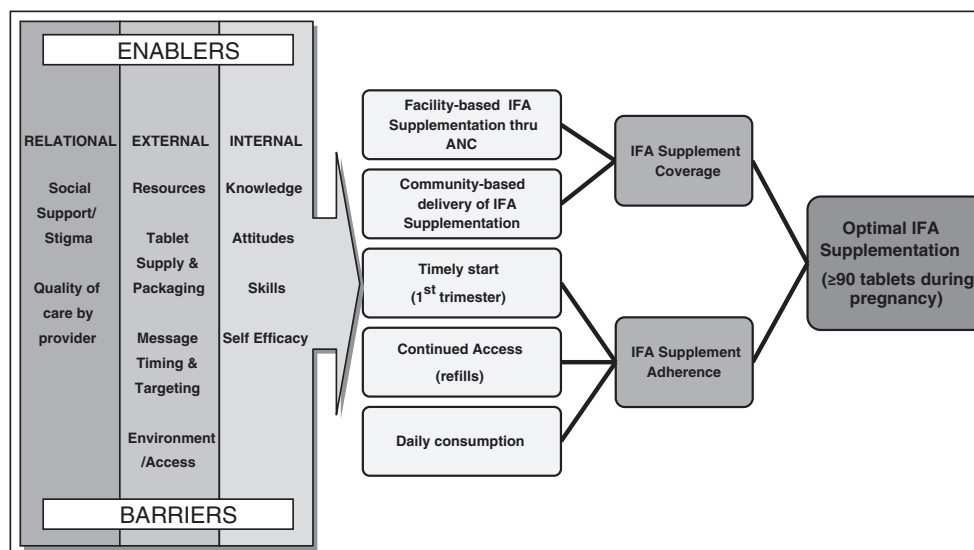 ENABLERS
RELATIONAL
Social
Support/
Stigma
Quality of
care by
provider
EXTERNAL
Resources
Tablet
Supply &
Packaging
Message
Timing &
Targeting
Environment
/Access
INTERNAL
Knowledge
Attitudes
Skills
Self Efficacy
BARRIERS
Facility-based IFA
Supplementation thru
ANC
Community-based
delivery of IFA
Supplementation
Timely start
(1st trimester)
Continued Access
(refills)
Daily consumption
IFA Supplement
Coverage
IFA Supplement
Adherence
Optimal IFA
Supplementation
(≥90 tablets during
pregnancy)